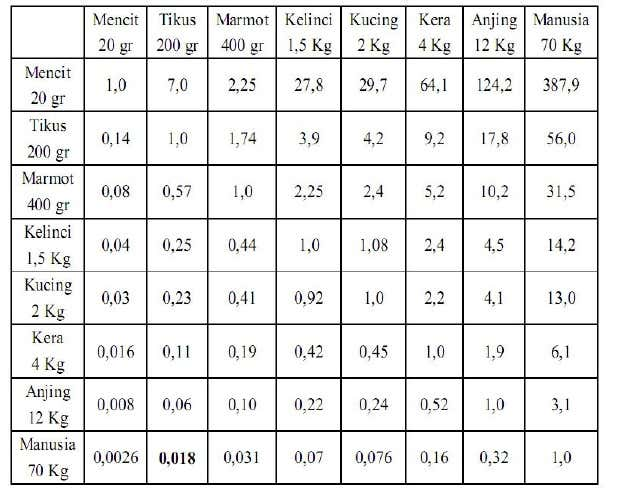 Mencit Tikus Marmot Kelinci Kucing Kera Anjing Manusia
20 gr 200 gr 400 gr 1,5 Kg 2 Kg 4 Kg 12 Kg 70 Kg
Mencit
20 gr 1,0 7,0 2,25 27,8 29,7 64,1 124,2 387,9
Tikus
200 gr 0,14 1,0 1,74 3,9 4,2 9,2 17,8 56,0
Marmot
400 gr 0,08 0,57 1,0 2,25 2,4 5,2 10,2 31,5
Kelinci
1,5 Kg 0,04 0,25 0,44 1,0 1,08 2,4 4,5 14,2
Kucing
2 Kg 0,03 0,23 0,41 0,92 1,0 2,2 4,1 13,0
Kera
4 Kg 0,016 0,11 0,19 0,42 0,45 1,0 1,9 6,1
Anjing
12 Kg 0,008 0,06 0,10 0,22 0,24 0,52 1,0 3,1
Manusia
70 Kg 0,0026 0,018 0,031 0,07 0,076 0,16 0,32 1,0